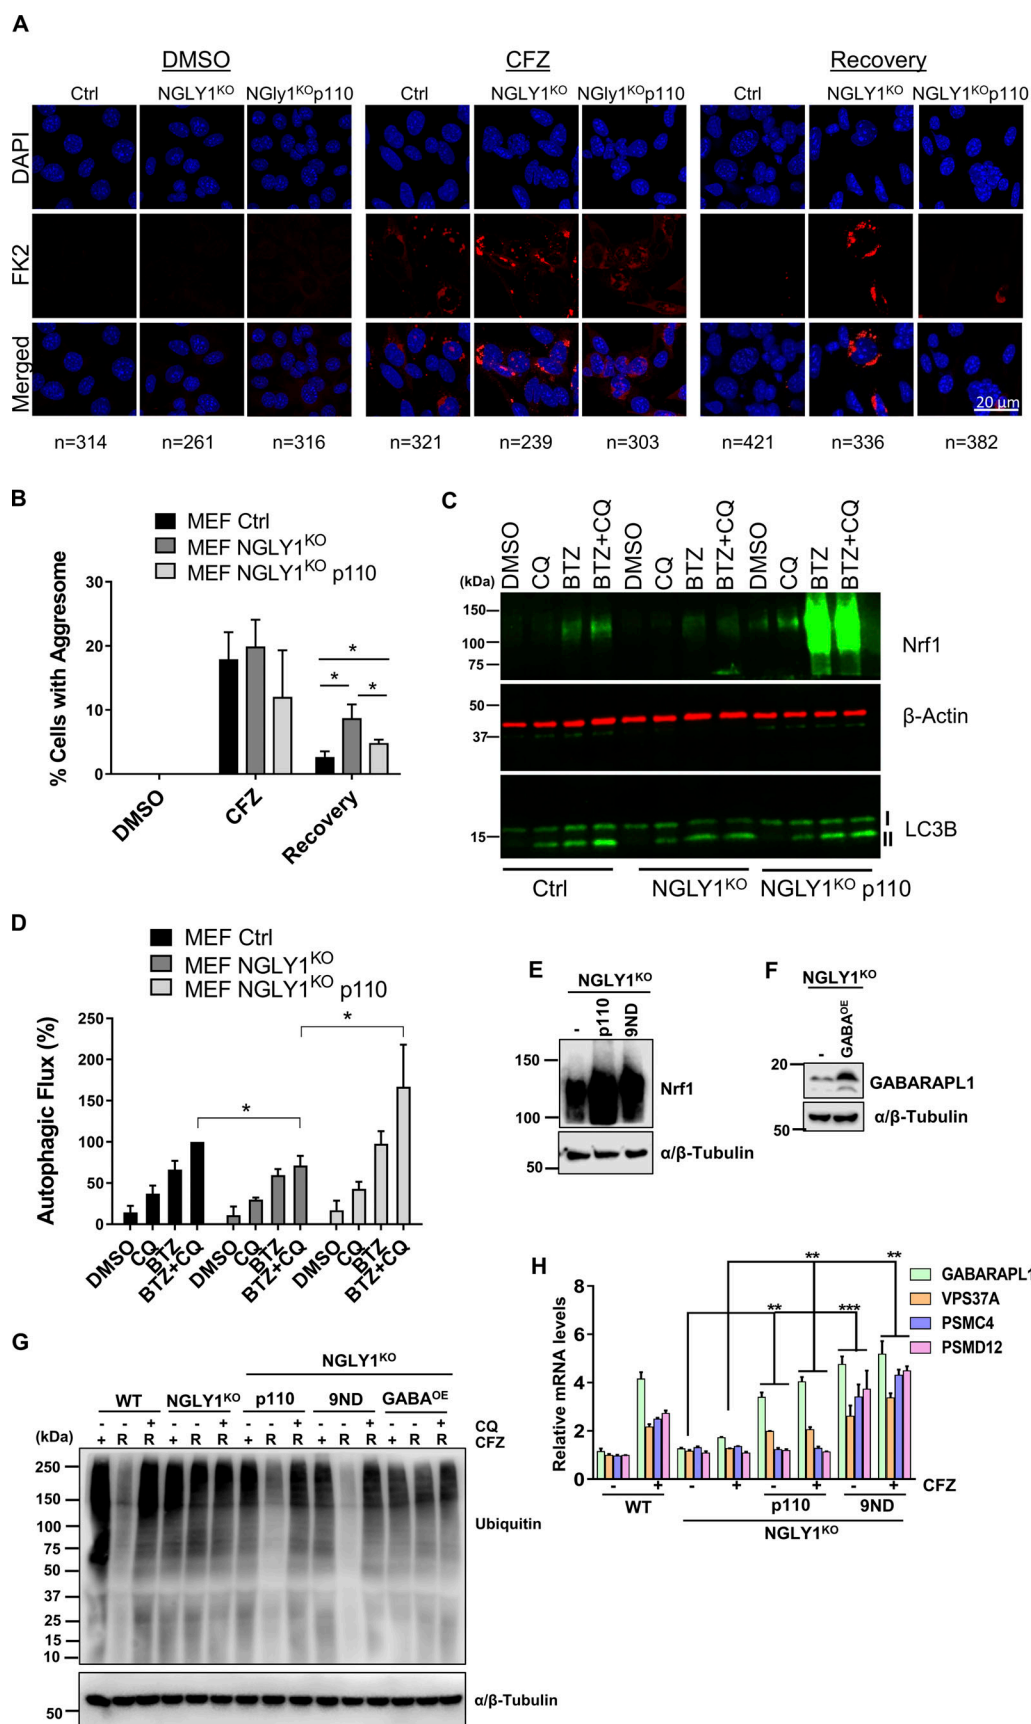 A
DMSO CFZ Recovery
Ctrl NGLY1KO NGly1KOp110 Ctrl NGLY1KO NGly1KOp110 Ctrl NGLY1KO NGLY1KOp110
DAPI
FK2
Merged
20 µm
n=314 n=261 n=316 n=321 n=239 n=303 n=421 n=336 n=382
B
MEF Ctrl
MEF NGLY1KO
MEF NGLY1KO p110
% Cells with Aggresome
30
20
10
0
* * *
DMSO CFZ Recovery
C
DMSO CQ BTZ BTZ+CQ DMSO CQ BTZ BTZ+CQ DMSO CQ BTZ BTZ+CQ
(kDa)
150
100
75
Nrf1
50
37
β-Actin
15
I
II
LC3B
Ctrl NGLY1KO NGLY1KO p110
D
MEF Ctrl
MEF NGLY1KO
MEF NGLY1KO p110
Autophagic Flux (%)
250
200
150
100
50
0
* *
DMSO CQ BTZ BTZ+CQ DMSO CQ BTZ BTZ+CQ DMSO CQ BTZ BTZ+CQ
E
NGLY1KO
- p110 9ND
150
100
Nrf1
50
α/β-Tubulin
F
NGLY1KO
- GABAOE
20
GABARAPL1
50
α/β-Tubulin
G
NGLY1KO
WT NGLY1KO p110 9ND GABAOE
- - + - - + - - + - - + - - + CQ
+ R R + R R + R R + R R + R R CFZ
(kDa)
250
150
100
75
50
37
25
15
10
Ubiquitin
50
α/β-Tubulin
H
GABARAPL1
VPS37A
PSMC4
PSMD12
Relative mRNA levels
8
6
4
2
0
** ** ** ***
- + - + - + - + CFZ
WT p110 9ND
NGLY1KO